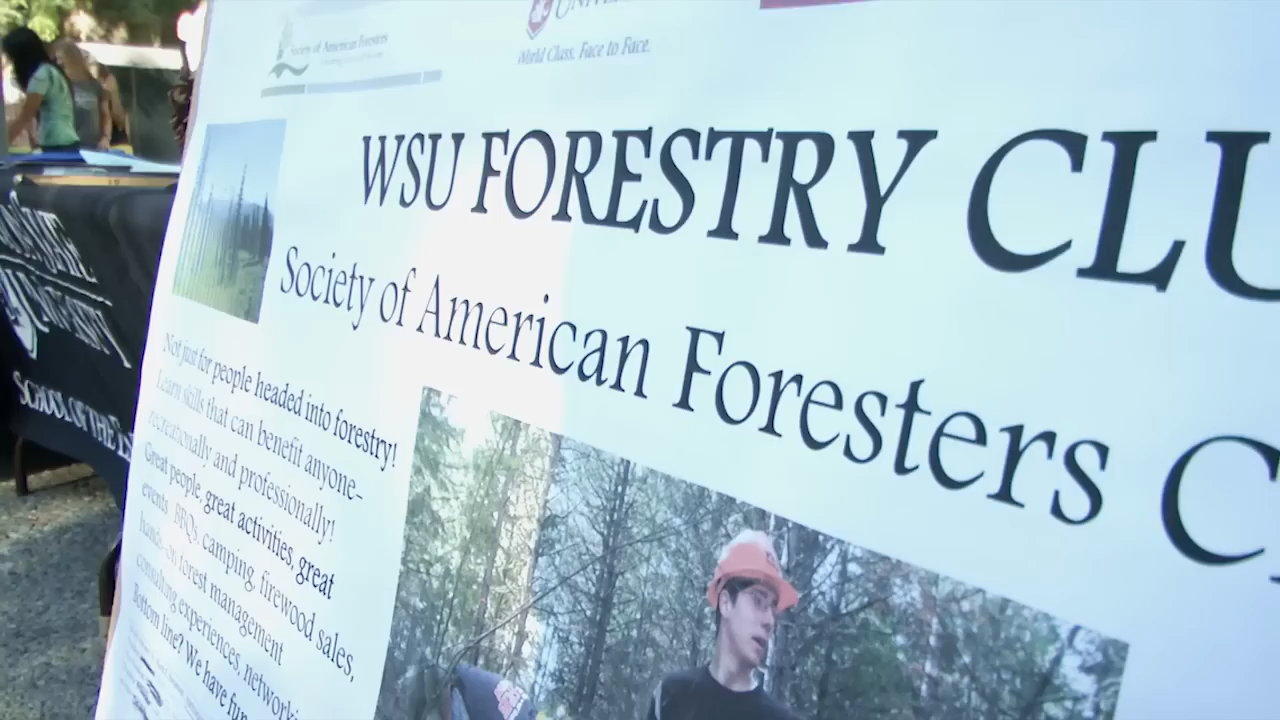 Society of American Foresters
World Class. Face to Face.
WSU FORESTRY CLU
Society of American Foresters C
Not just for people headed into forestry!
Learn skills that can benefit anyone-
recreationally and professionally!
Great people, great activities, great
events BBQs, camping, firewood sales,
hands-on forest management
consulting experiences, networki
Bottom line? We have fun
SCHOOL OF THE